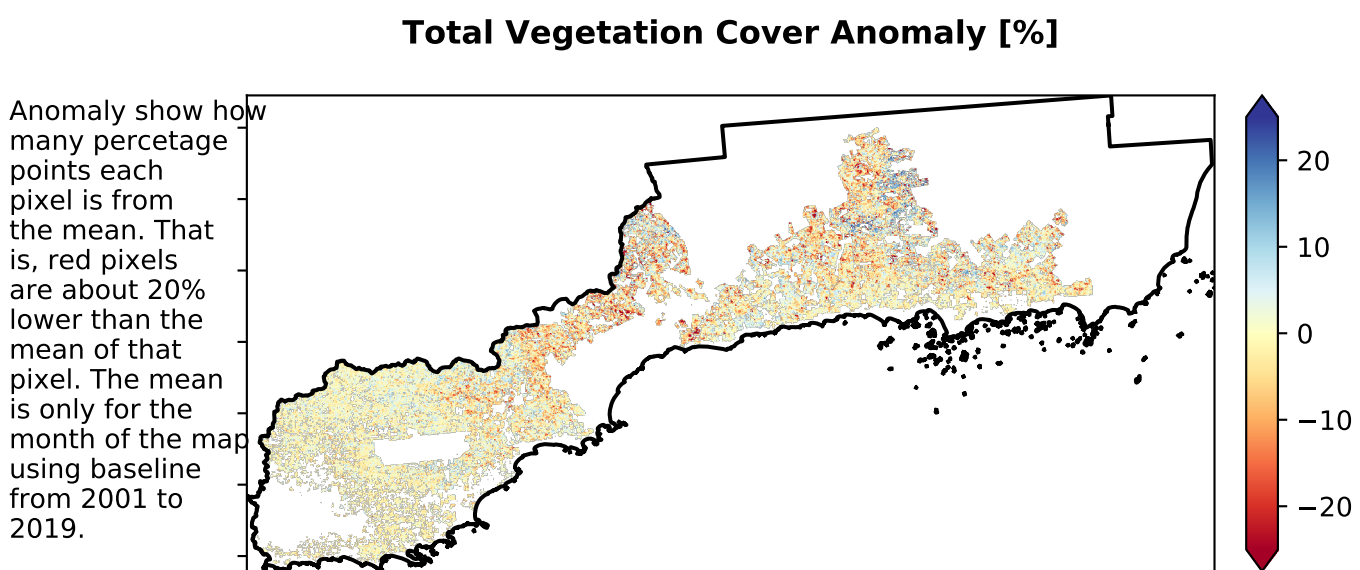 Total Vegetation Cover Anomaly [%]
Anomaly show how
many percetage
points each
pixel is from
the mean. That
is, red pixels
are about 20%
lower than the
mean of that
pixel. The mean
is only for the
month of the map
using baseline
from 2001 to
2019.
20
10
0
−10
−20